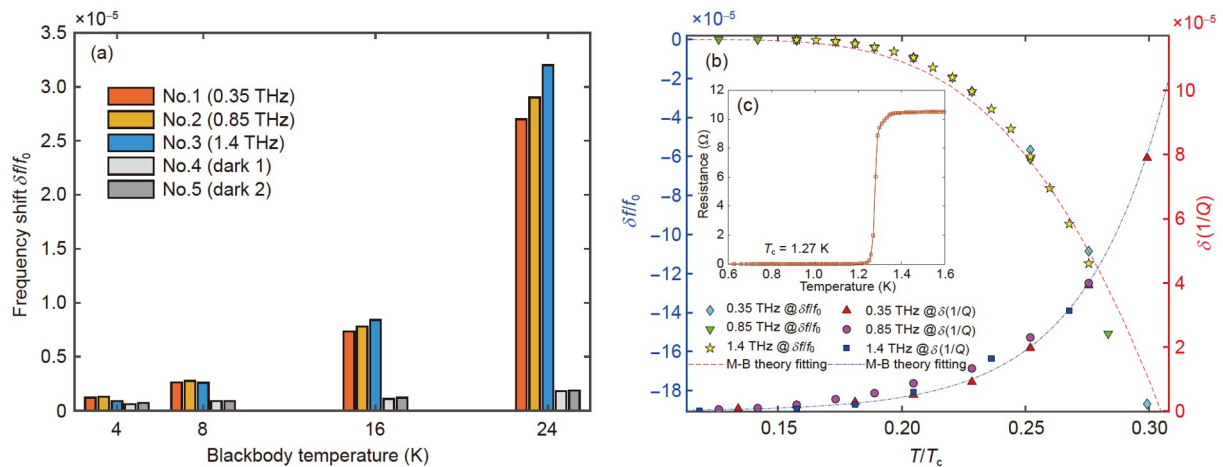 ×10⁻⁵
(a)
3.5
3.0
2.5
2.0
1.5
1.0
0.5
0
Frequency shift δf/f₀
No.1 (0.35 THz)
No.2 (0.85 THz)
No.3 (1.4 THz)
No.4 (dark 1)
No.5 (dark 2)
4 8 16 24
Blackbody temperature (K)
×10⁻⁵ ×10⁻⁵
0
−2
−4
−6
−8
−10
−12
−14
−16
−18
δf/f₀
(b)
(c)
12
10
8
6
4
2
0
Resistance (Ω)
T_c = 1.27 K
0.6 0.8 1.0 1.2 1.4 1.6
Temperature (K)
0.35 THz @ δf/f₀ 0.35 THz @ δ(1/Q)
0.85 THz @ δf/f₀ 0.85 THz @ δ(1/Q)
1.4 THz @ δf/f₀ 1.4 THz @ δ(1/Q)
M-B theory fitting M-B theory fitting
10
8
6
4
2
0
δ(1/Q)
0.15 0.20 0.25 0.30
T/T_c